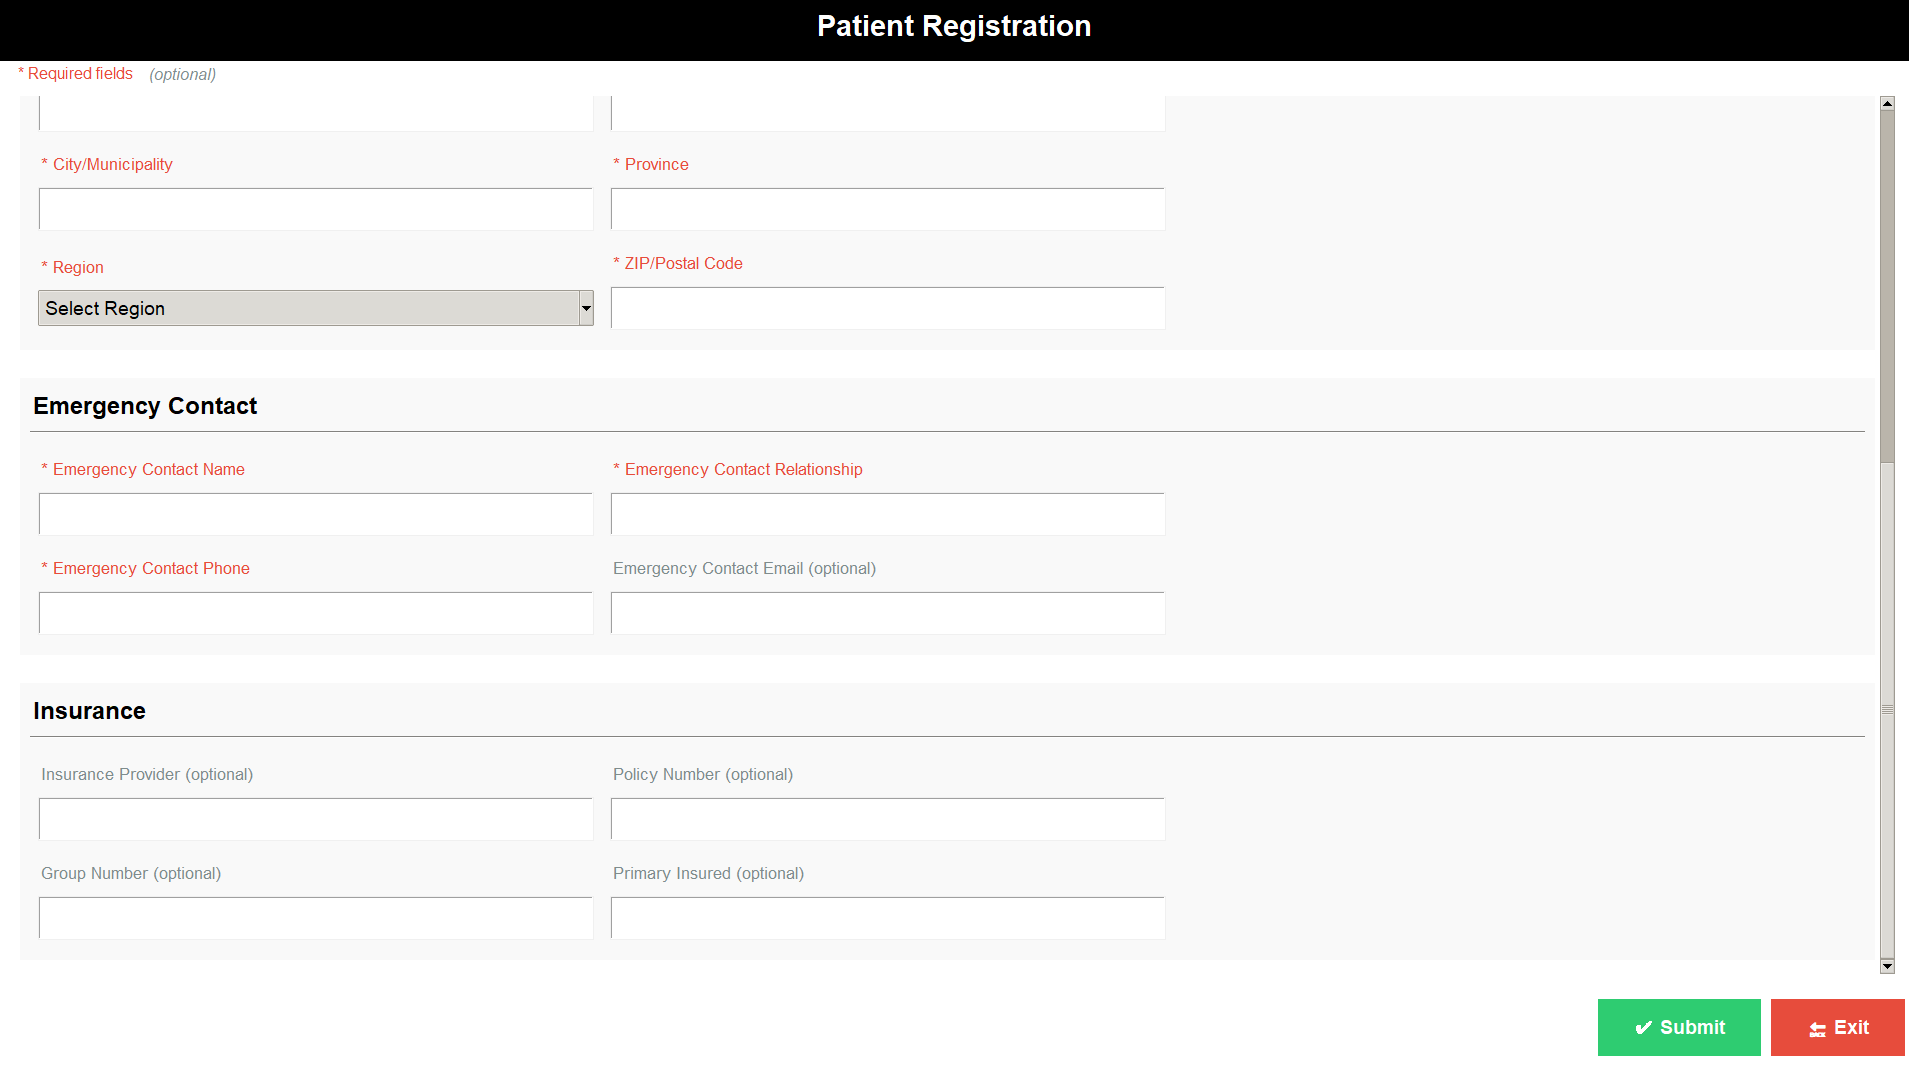 Patient Registration
* Required fields (optional)
* City/Municipality * Province
* Region * ZIP/Postal Code
Select Region
Emergency Contact
* Emergency Contact Name * Emergency Contact Relationship
* Emergency Contact Phone Emergency Contact Email (optional)
Insurance
Insurance Provider (optional) Policy Number (optional)
Group Number (optional) Primary Insured (optional)
✔ Submit BACK Exit